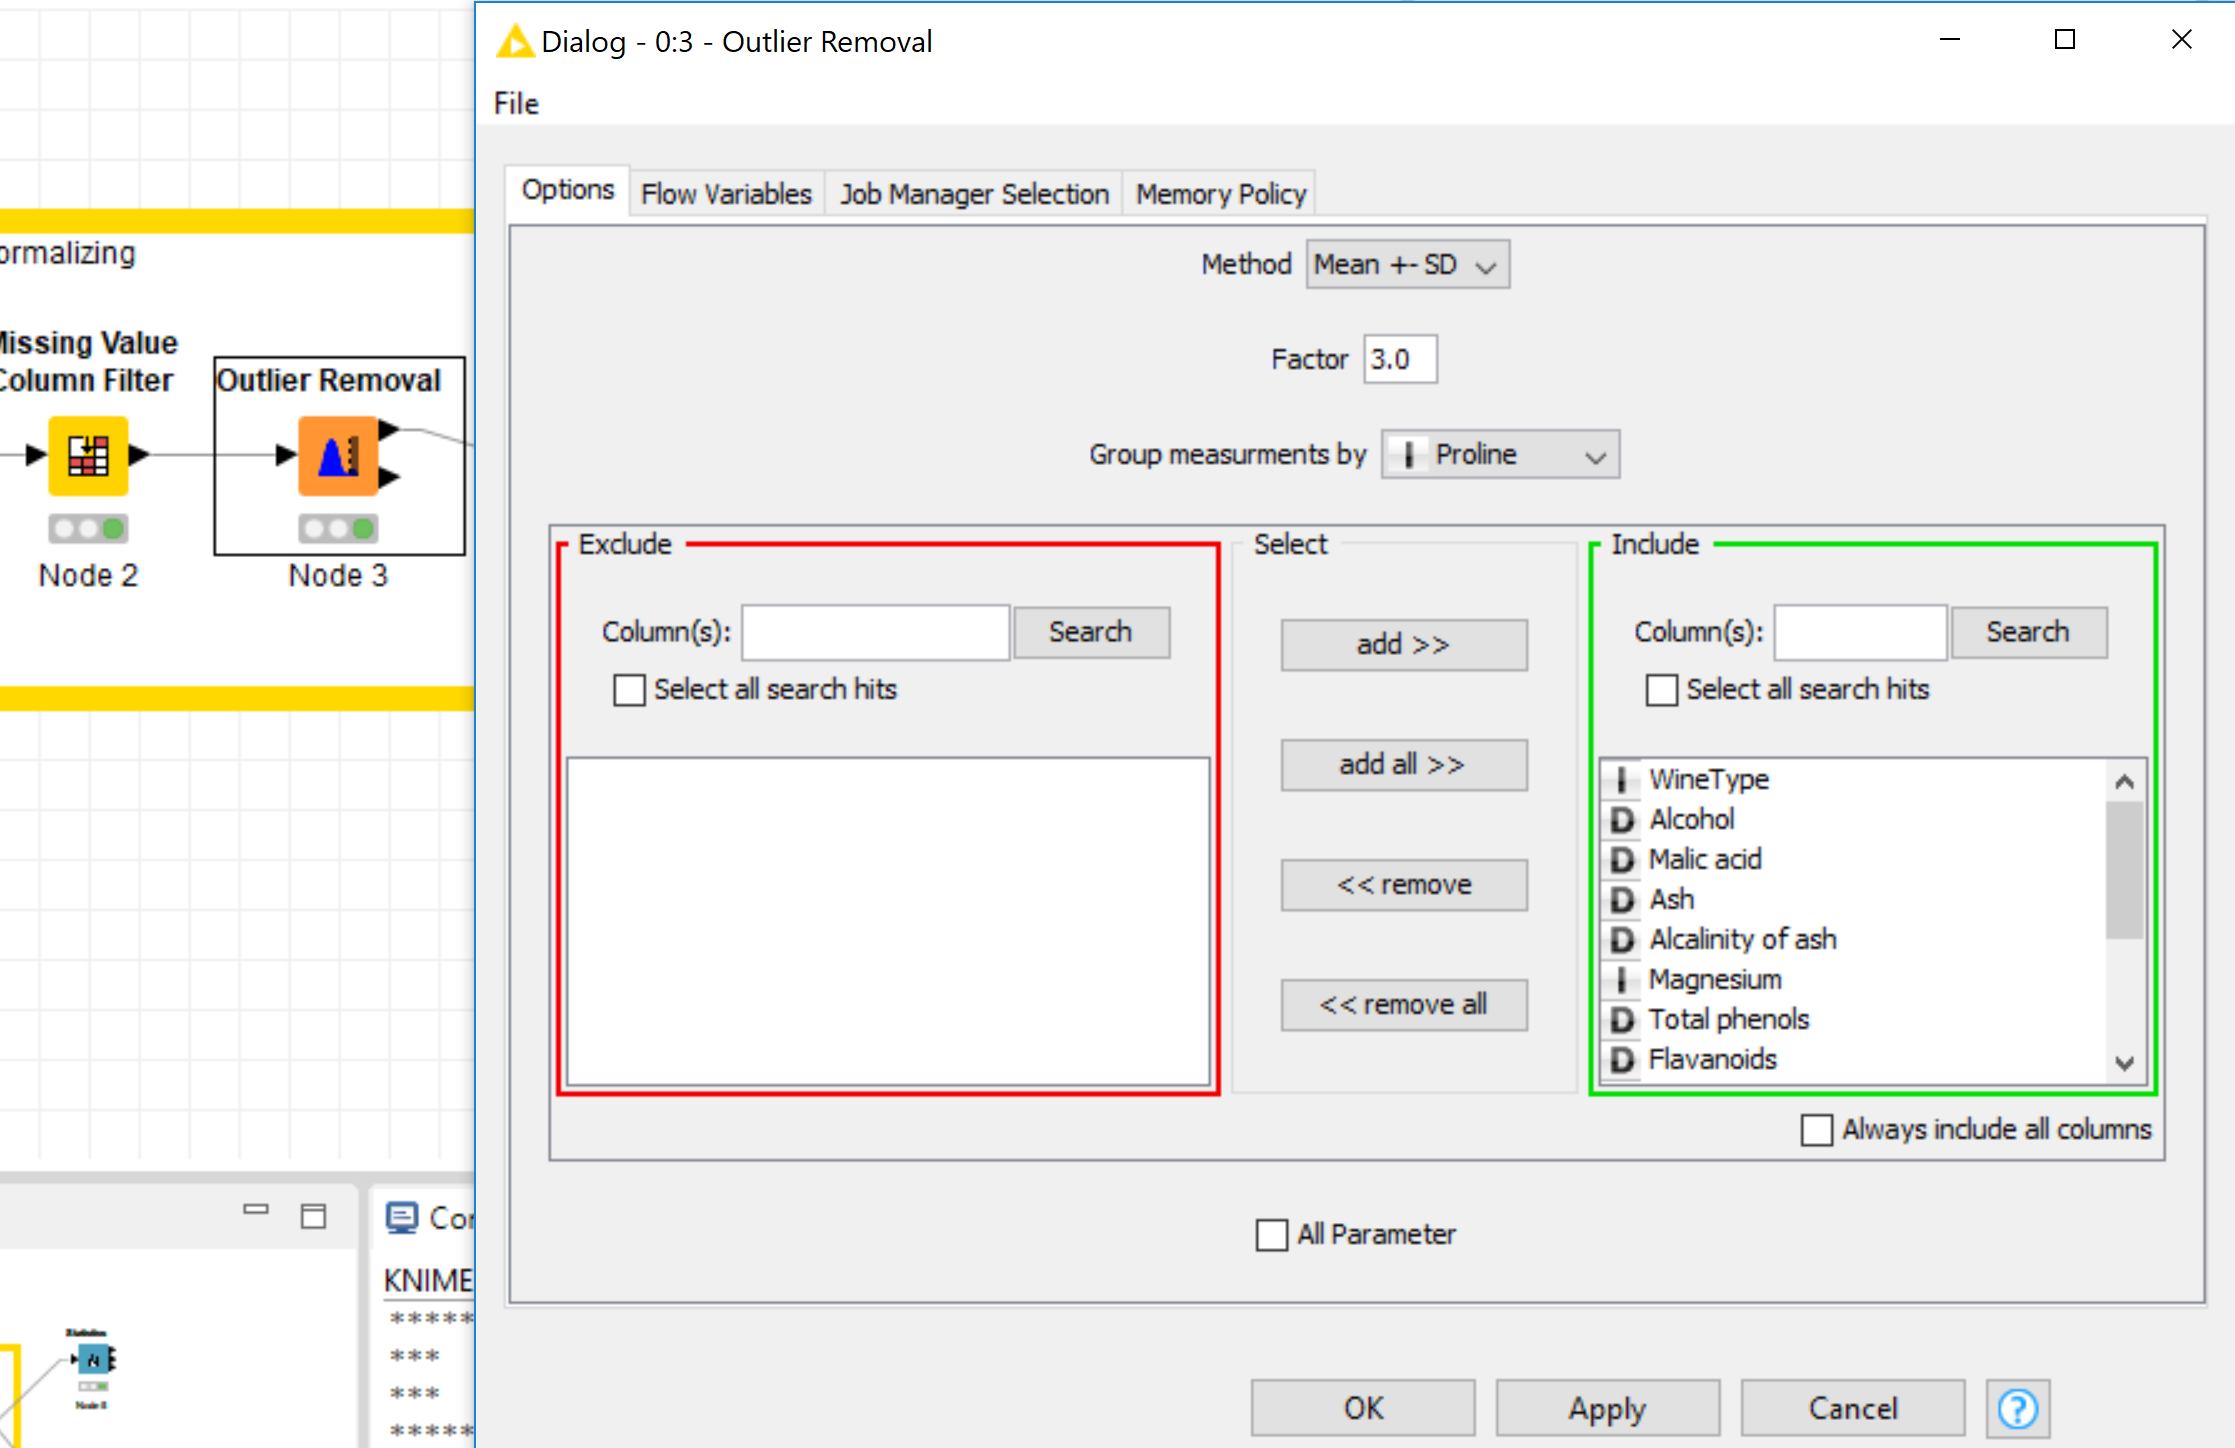 Dialog - 0:3 - Outlier Removal
File
Options
Flow Variables
Job Manager Selection
Memory Policy
Method Mean +- SD
Factor 3.0
Group measurments by Proline
Exclude
Column(s):
Search
Select all search hits
Select
add >>
add all >>
<< remove
<< remove all
Include
Column(s):
Search
Select all search hits
I WineType
D Alcohol
D Malic acid
D Ash
D Alcalinity of ash
I Magnesium
D Total phenols
D Flavanoids
Always include all columns
All Parameter
OK
Apply
Cancel
?
ormalizing
Missing Value
Column Filter
Node 2
Outlier Removal
Node 3
Con
KNIME
*****
***
***
*****